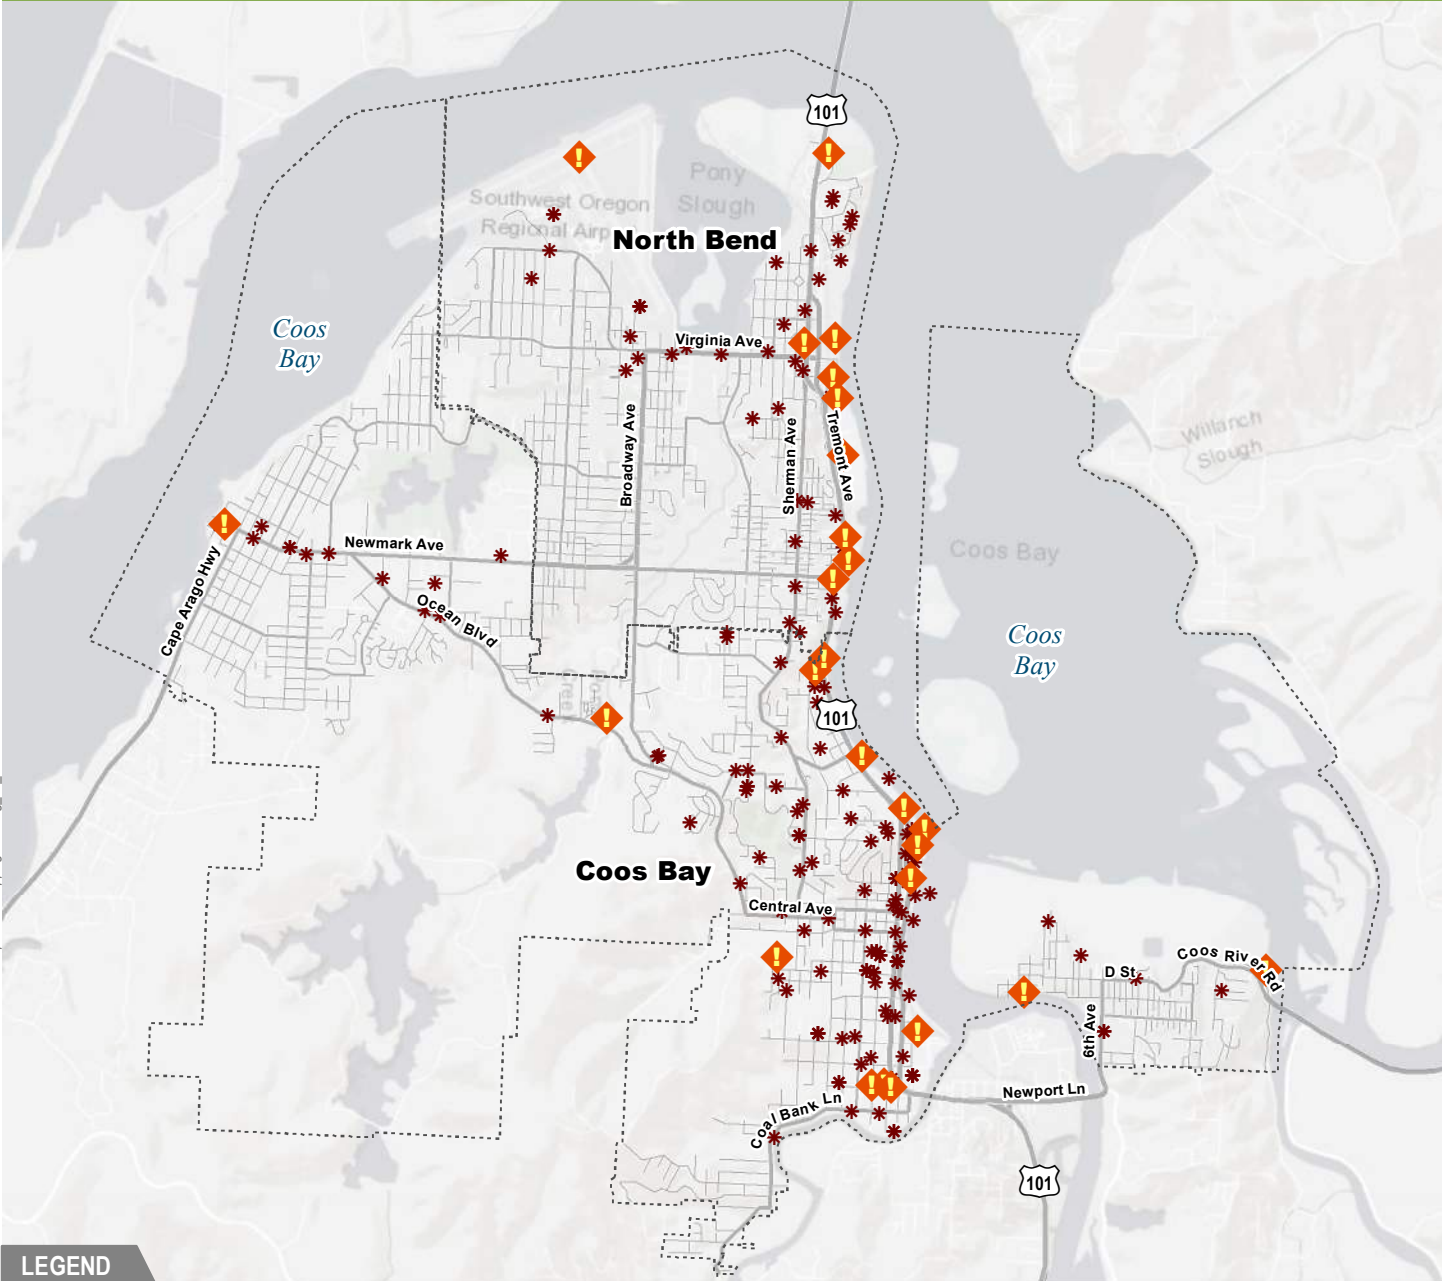 101
Pony
Slough
Southwest Oregon
Regional Airp
North Bend
Coos
Bay
Virginia Ave
Broadway Ave
Sherman Ave
Tremont Ave
Willanch
Slough
Newmark Ave
Coos Bay
Cape Arago Hwy
Ocean Blvd
Coos
Bay
101
Coos Bay
Central Ave
Coos River Rd
D St
6th Ave
Newport Ln
Coal Bank Ln
101
LEGEND